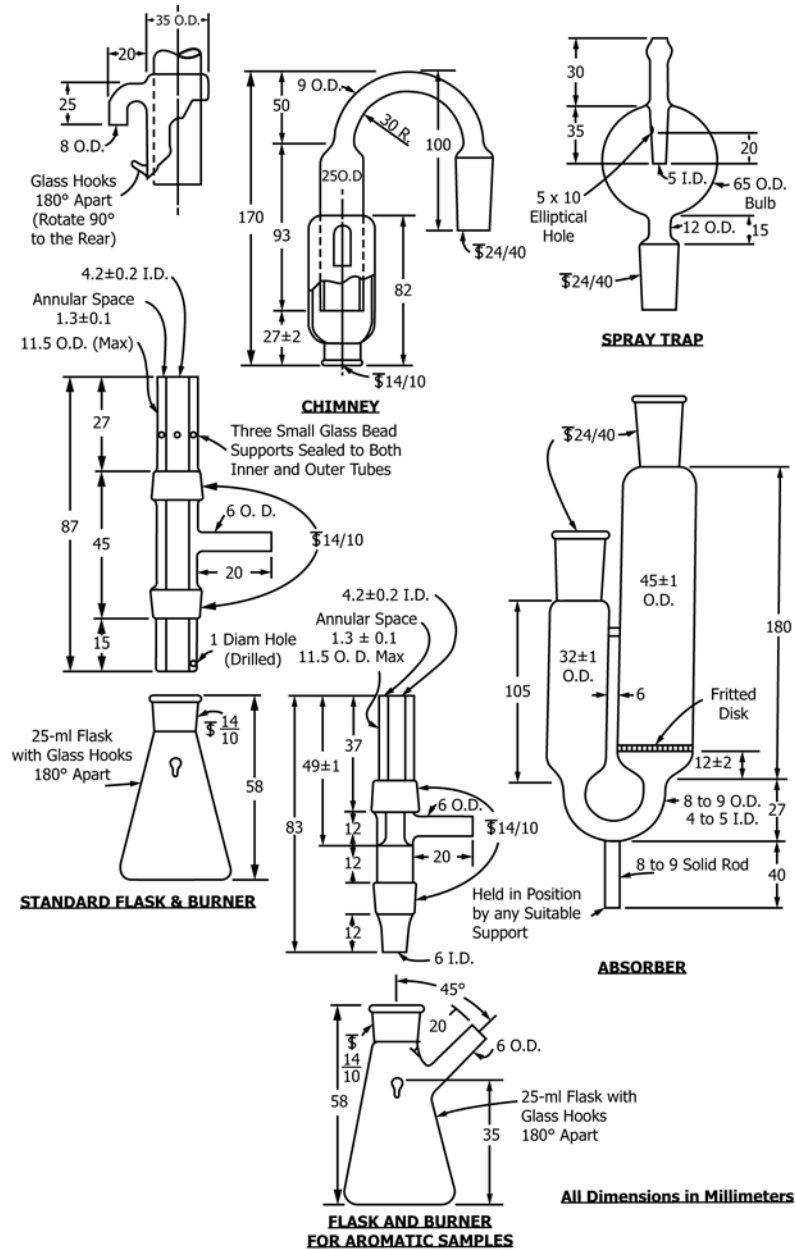 35 O.D.
20
25
8 O.D.
Glass Hooks
180° Apart
(Rotate 90°
to the Rear)
9 O.D.
50
30 R.
100
25O.D
170
93
82
27±2
$24/40
$14/10
CHIMNEY
30
35
20
5 I.D.
5 x 10
Elliptical
Hole
65 O.D.
Bulb
12 O.D.
15
$24/40
SPRAY TRAP
4.2±0.2 I.D.
Annular Space
1.3±0.1
11.5 O.D. (Max)
27
Three Small Glass Bead
Supports Sealed to Both
Inner and Outer Tubes
87
45
6 O. D.
$14/10
20
15
1 Diam Hole
(Drilled)
25-ml Flask
with Glass Hooks
180° Apart
$ 14
10
58
STANDARD FLASK & BURNER
4.2±0.2 I.D.
Annular Space
1.3 ± 0.1
11.5 O. D. Max
37
49±1
83
6 O.D.
12
$14/10
20
12
12
6 I.D.
$24/40
45±1
O.D.
180
32±1
O.D.
105
6
Fritted
Disk
12±2
8 to 9 O.D.
4 to 5 I.D.
27
8 to 9 Solid Rod
40
Held in Position
by any Suitable
Support
ABSORBER
45°
20
6 O.D.
$
14
10
58
35
25-ml Flask with
Glass Hooks
180° Apart
FLASK AND BURNER
FOR AROMATIC SAMPLES
All Dimensions in Millimeters